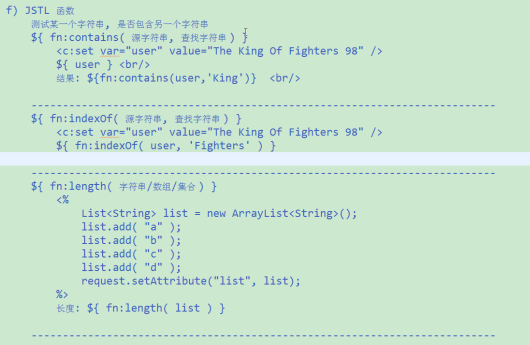 f) JSTL 函数
测试某一个字符串, 是否包含另一个字符串
${ fn:contains( 源字符串, 查找字符串 ) }
<c:set var="user" value="The King Of Fighters 98" />
${ user } <br/>
结果: ${fn:contains(user,'King')}  <br/>
-------------------------------------------------------------------------
${ fn:indexOf( 源字符串, 查找字符串 ) }
<c:set var="user" value="The King Of Fighters 98" />
${ fn:indexOf( user, 'Fighters' ) }
-------------------------------------------------------------------------
${ fn:length( 字符串/数组/集合 ) }
<%
List<String> list = new ArrayList<String>();
list.add( "a" );
list.add( "b" );
list.add( "c" );
list.add( "d" );
request.setAttribute("list", list);
%>
长度: ${ fn:length( list ) }
-------------------------------------------------------------------------